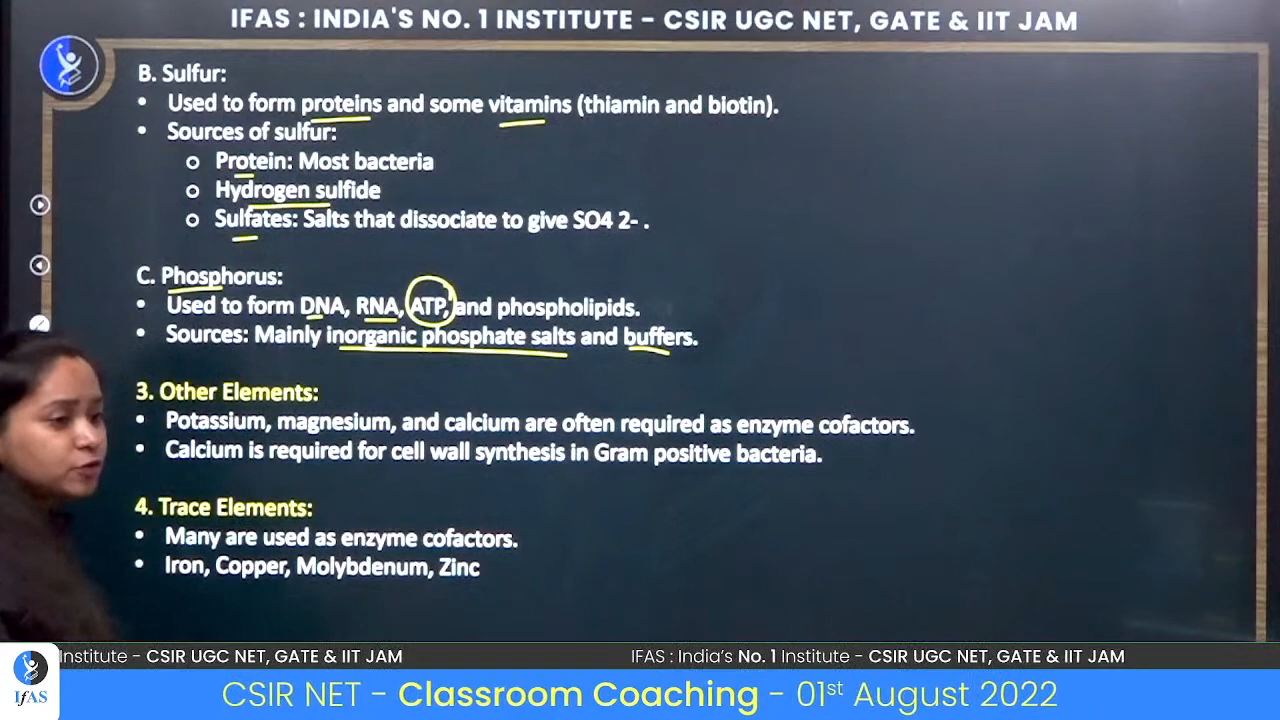 IFAS : INDIA'S NO. 1 INSTITUTE - CSIR UGC NET, GATE & IIT JAM
B. Sulfur:
• Used to form proteins and some vitamins (thiamin and biotin).
• Sources of sulfur:
o Protein: Most bacteria
o Hydrogen sulfide
o Sulfates: Salts that dissociate to give SO4 2- .
C. Phosphorus:
• Used to form DNA, RNA, ATP, and phospholipids.
• Sources: Mainly inorganic phosphate salts and buffers.
3. Other Elements:
• Potassium, magnesium, and calcium are often required as enzyme cofactors.
• Calcium is required for cell wall synthesis in Gram positive bacteria.
4. Trace Elements:
• Many are used as enzyme cofactors.
• Iron, Copper, Molybdenum, Zinc
Institute - CSIR UGC NET, GATE & IIT JAM IFAS : India's No. 1 Institute - CSIR UGC NET, GATE & IIT JAM
IfAS
CSIR NET - Classroom Coaching - 01st August 2022